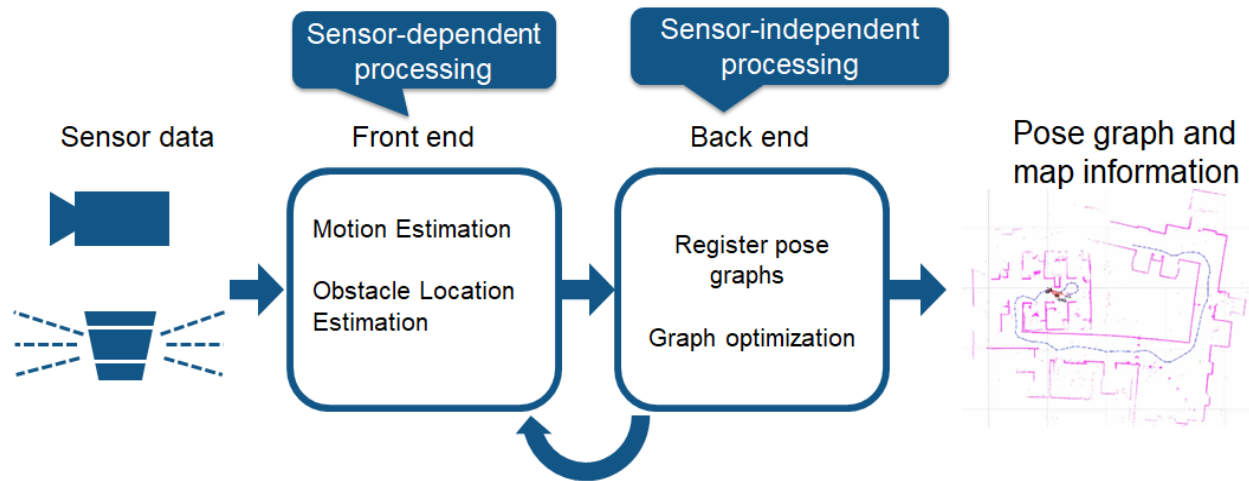 Sensor-dependent
processing
Sensor-independent
processing
Sensor data
Front end
Back end
Pose graph and
map information
Motion Estimation
Obstacle Location
Estimation
Register pose
graphs
Graph optimization